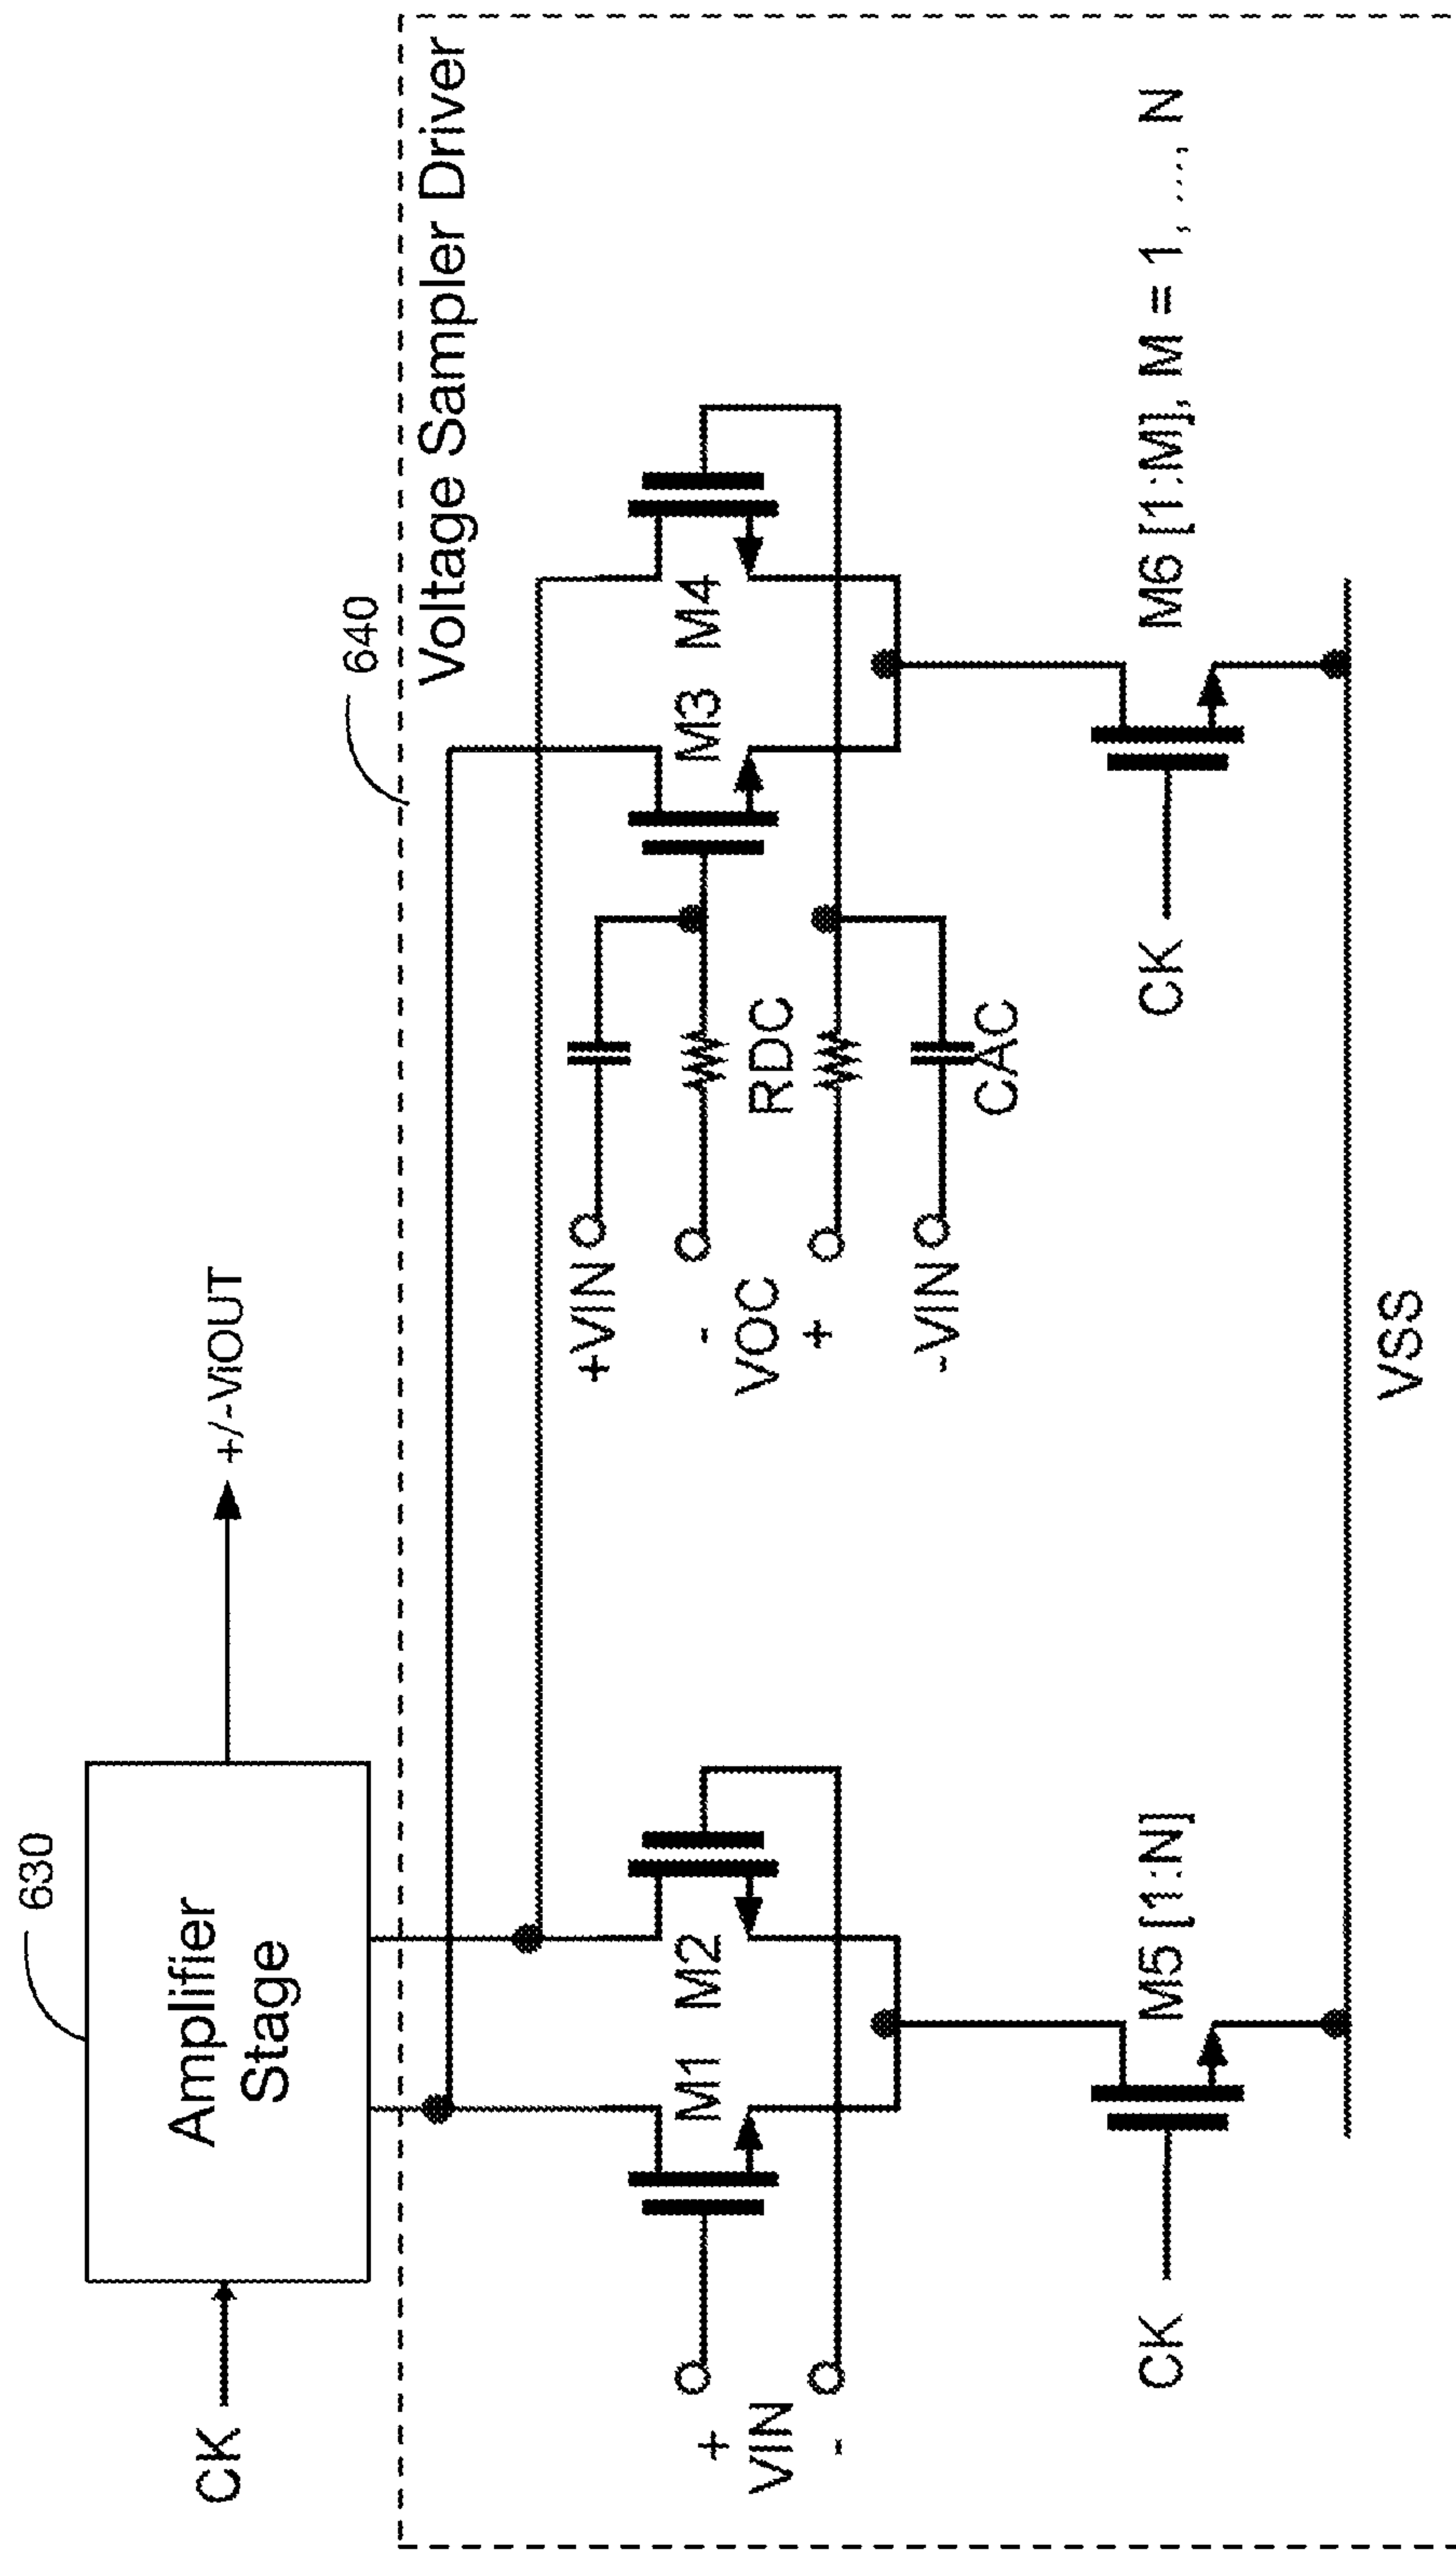 630
CK
Amplifier
Stage
+/-ViOUT
640
Voltage Sampler Driver
+
VIN
-
M1
M2
+VIN
-
VOC
+
-VIN
RDC
CAC
M3
M4
CK
M5 [1:N]
CK
M6 [1:M], M = 1, ..., N
VSS